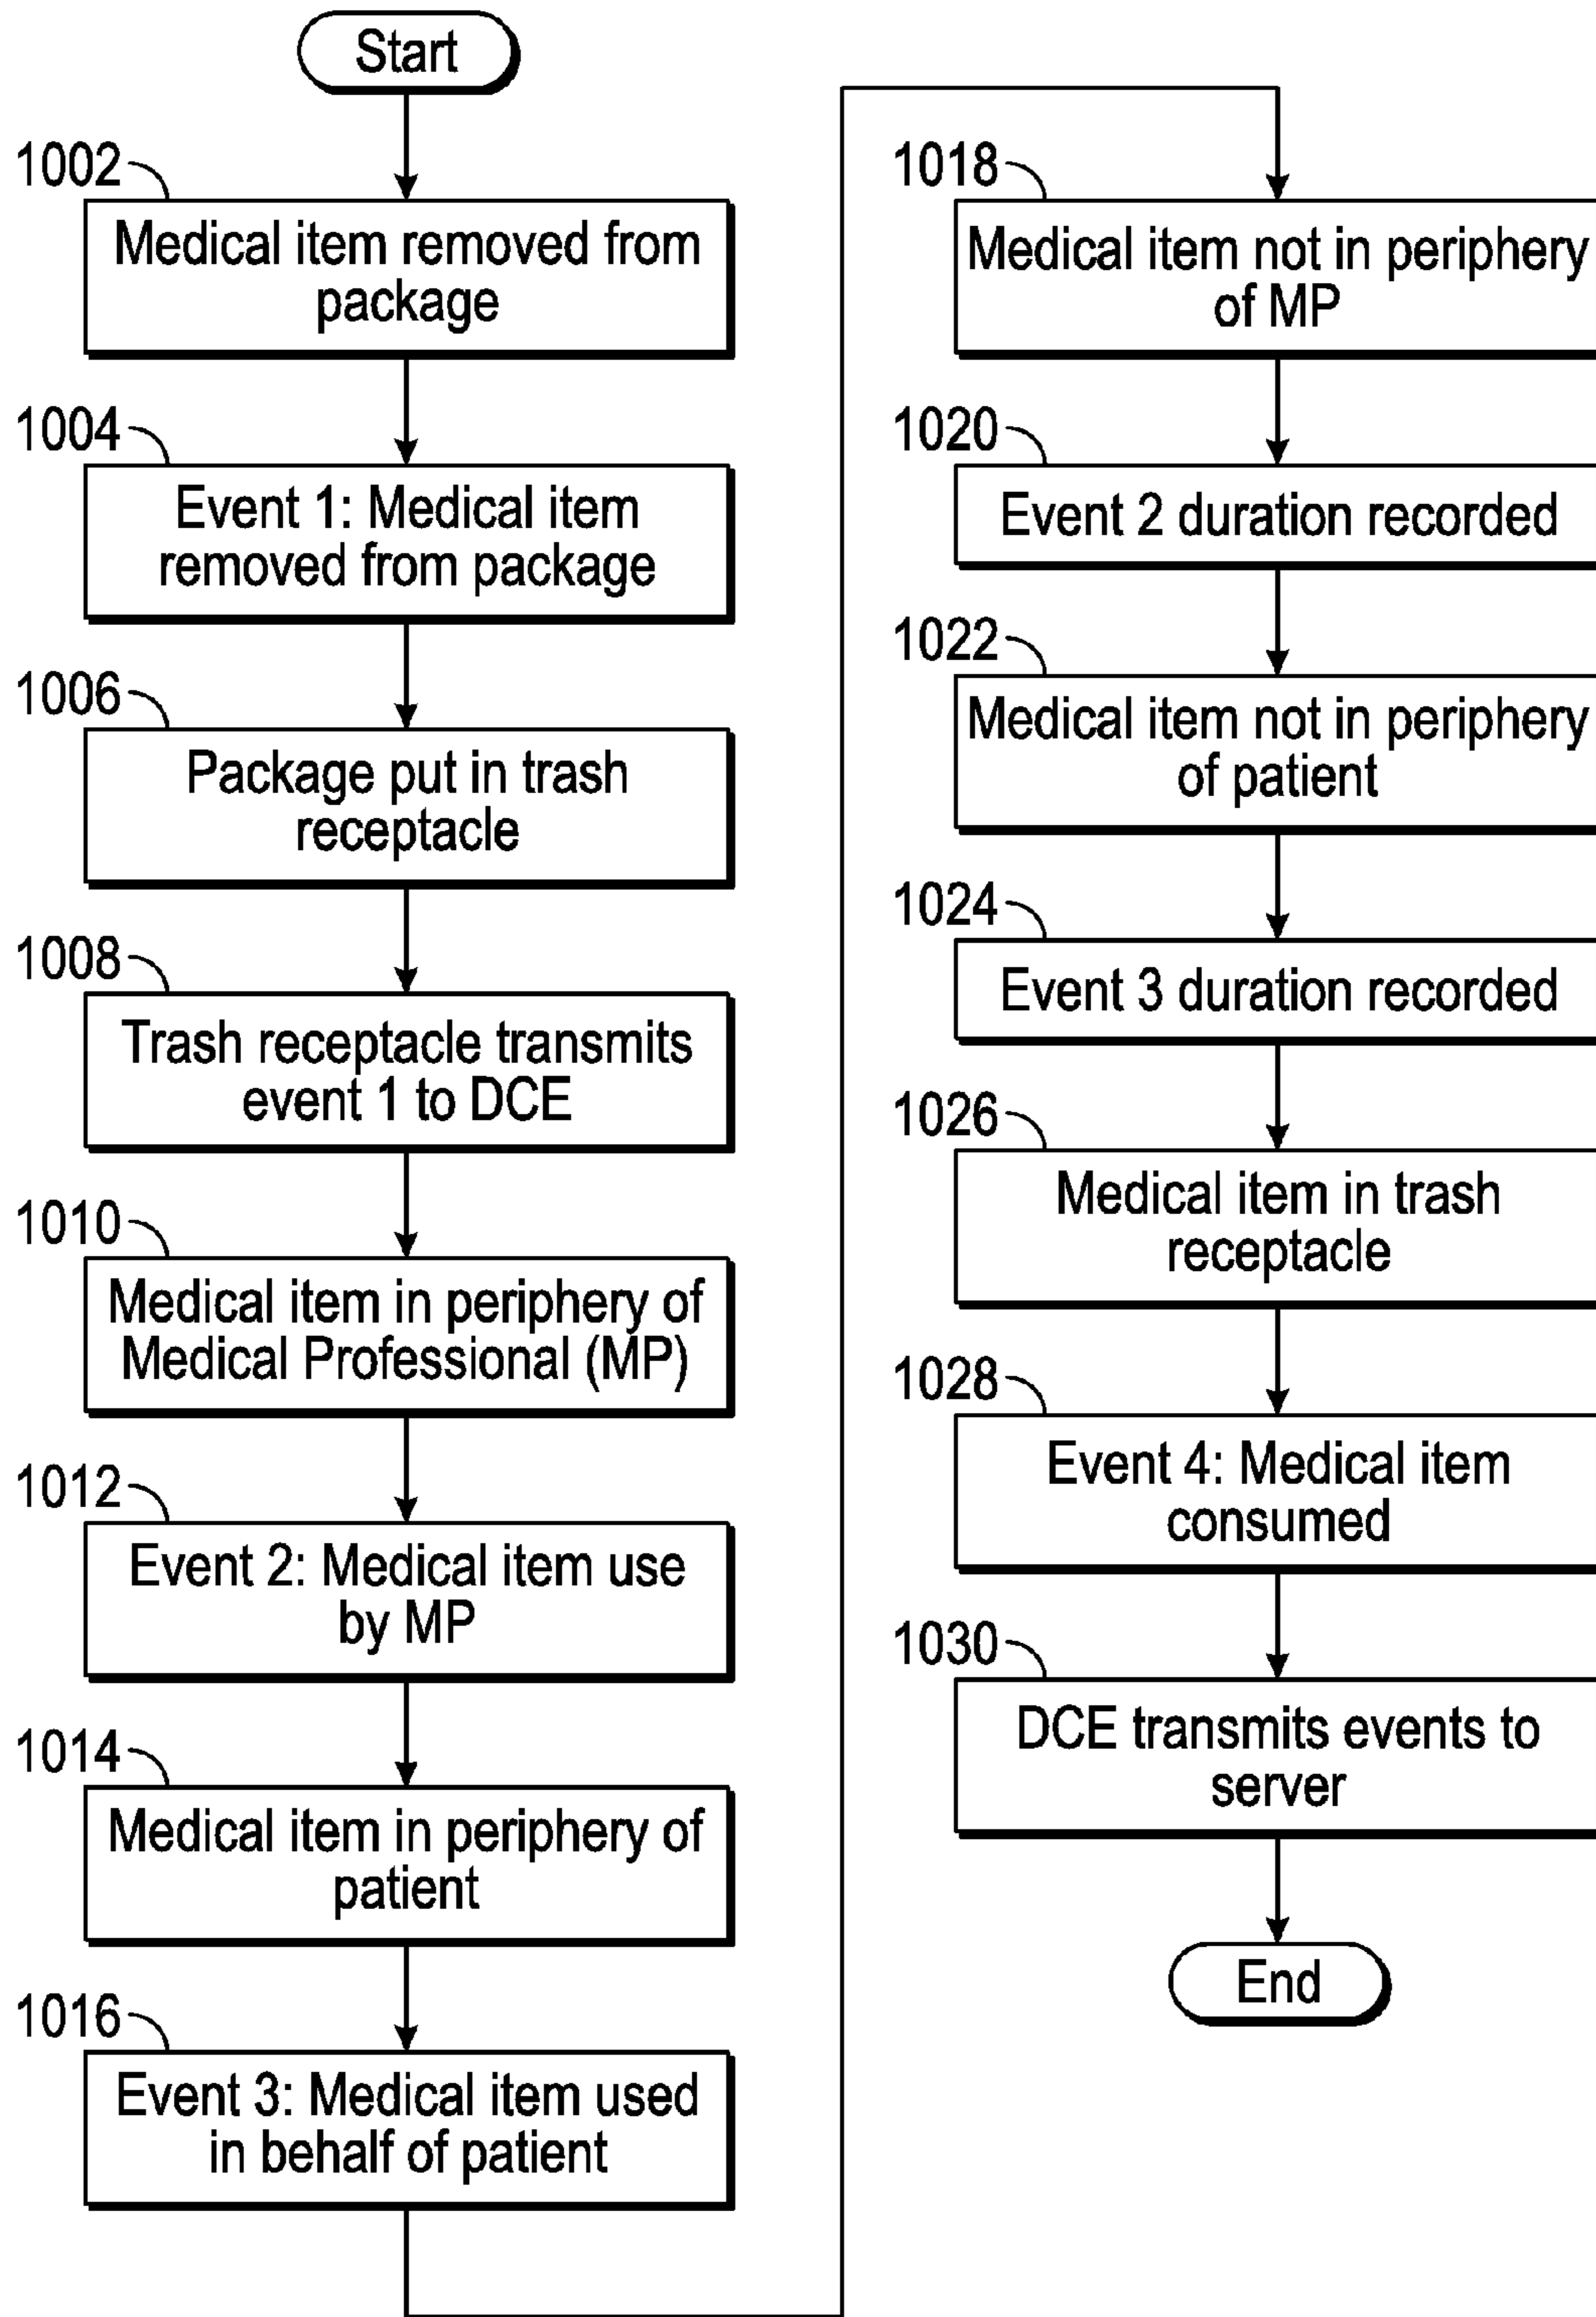 Start
1002
Medical item removed from
package
1004
Event 1: Medical item
removed from package
1006
Package put in trash
receptacle
1008
Trash receptacle transmits
event 1 to DCE
1010
Medical item in periphery of
Medical Professional (MP)
1012
Event 2: Medical item use
by MP
1014
Medical item in periphery of
patient
1016
Event 3: Medical item used
in behalf of patient
1018
Medical item not in periphery
of MP
1020
Event 2 duration recorded
1022
Medical item not in periphery
of patient
1024
Event 3 duration recorded
1026
Medical item in trash
receptacle
1028
Event 4: Medical item
consumed
1030
DCE transmits events to
server
End